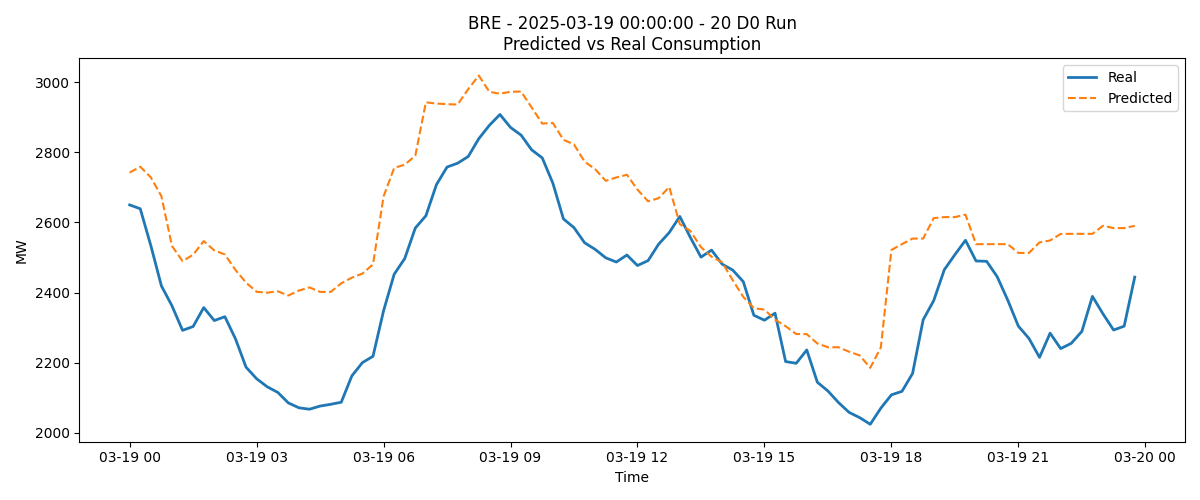 BRE - 2025-03-19 00:00:00 - 20 D0 Run
Predicted vs Real Consumption
Real
Predicted
MW
3000
2800
2600
2400
2200
2000
03-19 00
03-19 03
03-19 06
03-19 09
03-19 12
03-19 15
03-19 18
03-19 21
03-20 00
Time